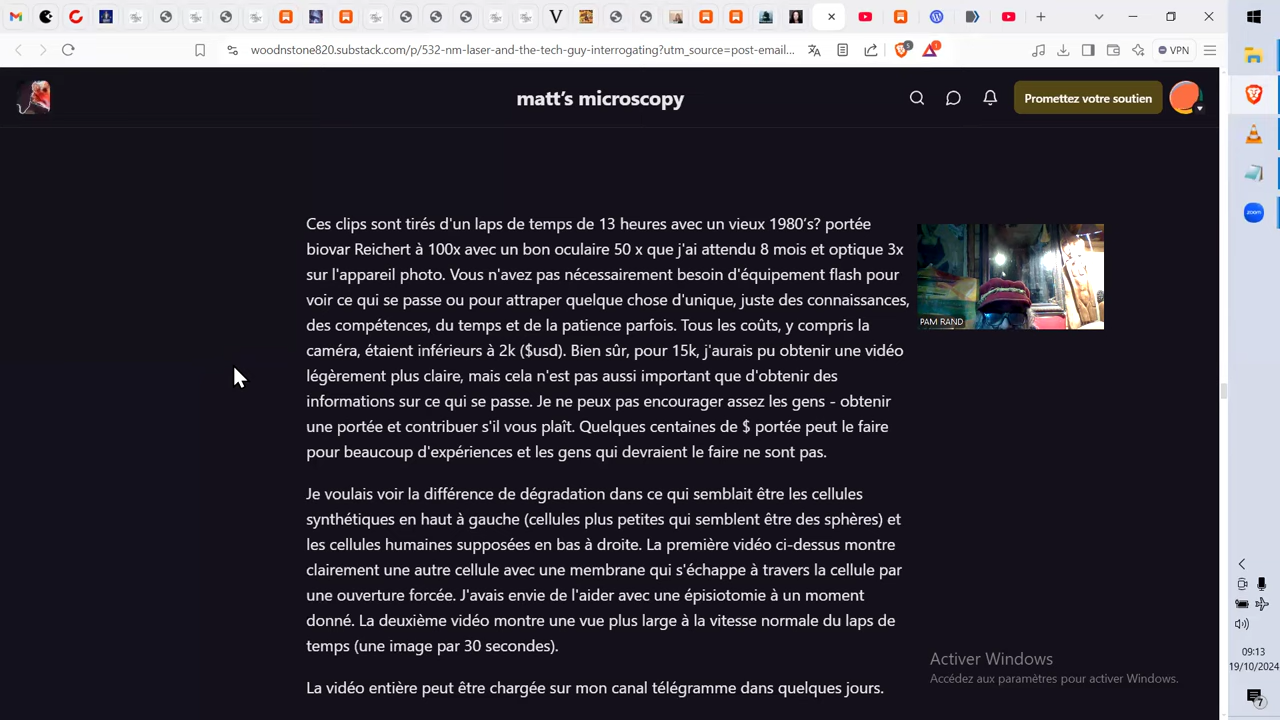 woodnstone820.substack.com/p/532-nm-laser-and-the-tech-guy-interrogating?utm_source=post-email...
5
1
VPN
matt's microscopy
Promettez votre soutien
Ces clips sont tirés d'un laps de temps de 13 heures avec un vieux 1980's? portée
biovar Reichert à 100x avec un bon oculaire 50 x que j'ai attendu 8 mois et optique 3x
sur l'appareil photo. Vous n'avez pas nécessairement besoin d'équipement flash pour
voir ce qui se passe ou pour attraper quelque chose d'unique, juste des connaissances,
des compétences, du temps et de la patience parfois. Tous les coûts, y compris la
caméra, étaient inférieurs à 2k ($usd). Bien sûr, pour 15k, j'aurais pu obtenir une vidéo
légèrement plus claire, mais cela n'est pas aussi important que d'obtenir des
informations sur ce qui se passe. Je ne peux pas encourager assez les gens - obtenir
une portée et contribuer s'il vous plaît. Quelques centaines de $ portée peut le faire
pour beaucoup d'expériences et les gens qui devraient le faire ne sont pas.
PAM RAND
Je voulais voir la différence de dégradation dans ce qui semblait être les cellules
synthétiques en haut à gauche (cellules plus petites qui semblent être des sphères) et
les cellules humaines supposées en bas à droite. La première vidéo ci-dessus montre
clairement une autre cellule avec une membrane qui s'échappe à travers la cellule par
une ouverture forcée. J'avais envie de l'aider avec une épisiotomie à un moment
donné. La deuxième vidéo montre une vue plus large à la vitesse normale du laps de
temps (une image par 30 secondes).
La vidéo entière peut être chargée sur mon canal télégramme dans quelques jours.
Activer Windows
Accédez aux paramètres pour activer Windows.
zoom
09:13
19/10/2024
7